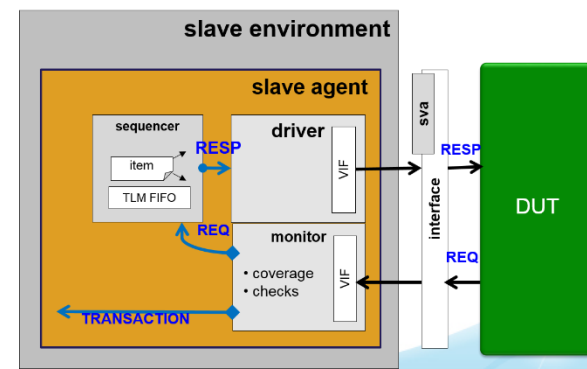 slave environment
slave agent
sequencer
item
TLM FIFO
RESP
driver
VIF
REQ
monitor
• coverage
• checks
VIF
TRANSACTION
sva
interface
RESP
REQ
DUT